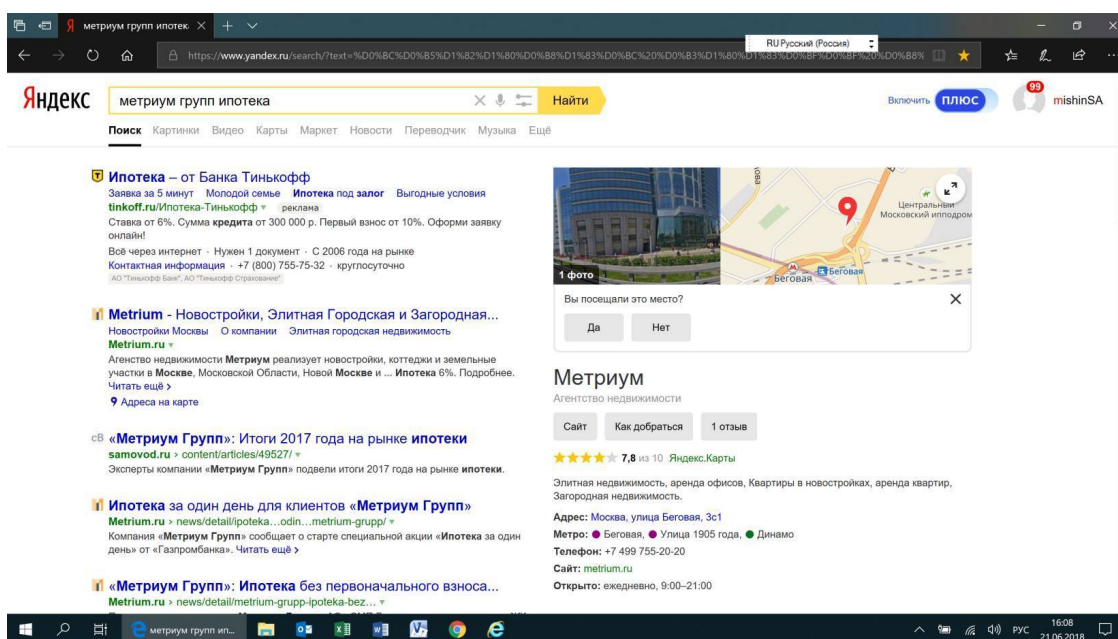 метриум групп ипотек
RU Русский (Россия)
https://www.yandex.ru/search/?text=%D0%BC%D0%B5%D1%82%D1%80%D0%B8%D1%83%D0%BC%20%D0%B3%D1%80%D1%83%D0%BF%D0%BF%20%D0%B8%
Яндекс
метриум групп ипотека
Найти
Включить ПЛЮС
99
mishinSA
Поиск Картинки Видео Карты Маркет Новости Переводчик Музыка Ещё
Ипотека – от Банка Тинькофф
Заявка за 5 минут Молодой семье Ипотека под залог Выгодные условия
tinkoff.ru/Ипотека-Тинькофф реклама
Ставка от 6%. Сумма кредита от 300 000 р. Первый взнос от 10%. Оформи заявку
онлайн!
Всё через интернет · Нужен 1 документ · С 2006 года на рынке
Контактная информация · +7 (800) 755-75-32 · круглосуточно
АО "Тинькофф Банк", АО "Тинькофф Страхование"
Metrium - Новостройки, Элитная Городская и Загородная...
Новостройки Москвы О компании Элитная городская недвижимость
Metrium.ru
Агенство недвижимости Метриум реализует новостройки, коттеджи и земельные
участки в Москве, Московской Области, Новой Москве и ... Ипотека 6%. Подробнее.
Читать ещё >
Адреса на карте
сВ «Метриум Групп»: Итоги 2017 года на рынке ипотеки
samovod.ru > content/articles/49527/
Эксперты компании «Метриум Групп» подвели итоги 2017 года на рынке ипотеки.
Ипотека за один день для клиентов «Метриум Групп»
Metrium.ru > news/detail/ipoteka…odin…metrium-grupp/
Компания «Метриум Групп» сообщает о старте специальной акции «Ипотека за один
день» от «Газпромбанка». Читать ещё >
«Метриум Групп»: Ипотека без первоначального взноса...
Metrium.ru > news/detail/metrium-grupp-ipoteka-bez…
Центральный
Московский ипподром
Беговая
Беговая
1 фото
Вы посещали это место?
Да Нет
Метриум
Агентство недвижимости
Сайт Как добраться 1 отзыв
7,8 из 10 Яндекс.Карты
Элитная недвижимость, аренда офисов, Квартиры в новостройках, аренда квартир,
Загородная недвижимость.
Адрес: Москва, улица Беговая, 3с1
Метро: Беговая, Улица 1905 года, Динамо
Телефон: +7 499 755-20-20
Сайт: metrium.ru
Открыто: ежедневно, 9:00–21:00
метриум групп ип...
РУС
16:08
21.06.2018